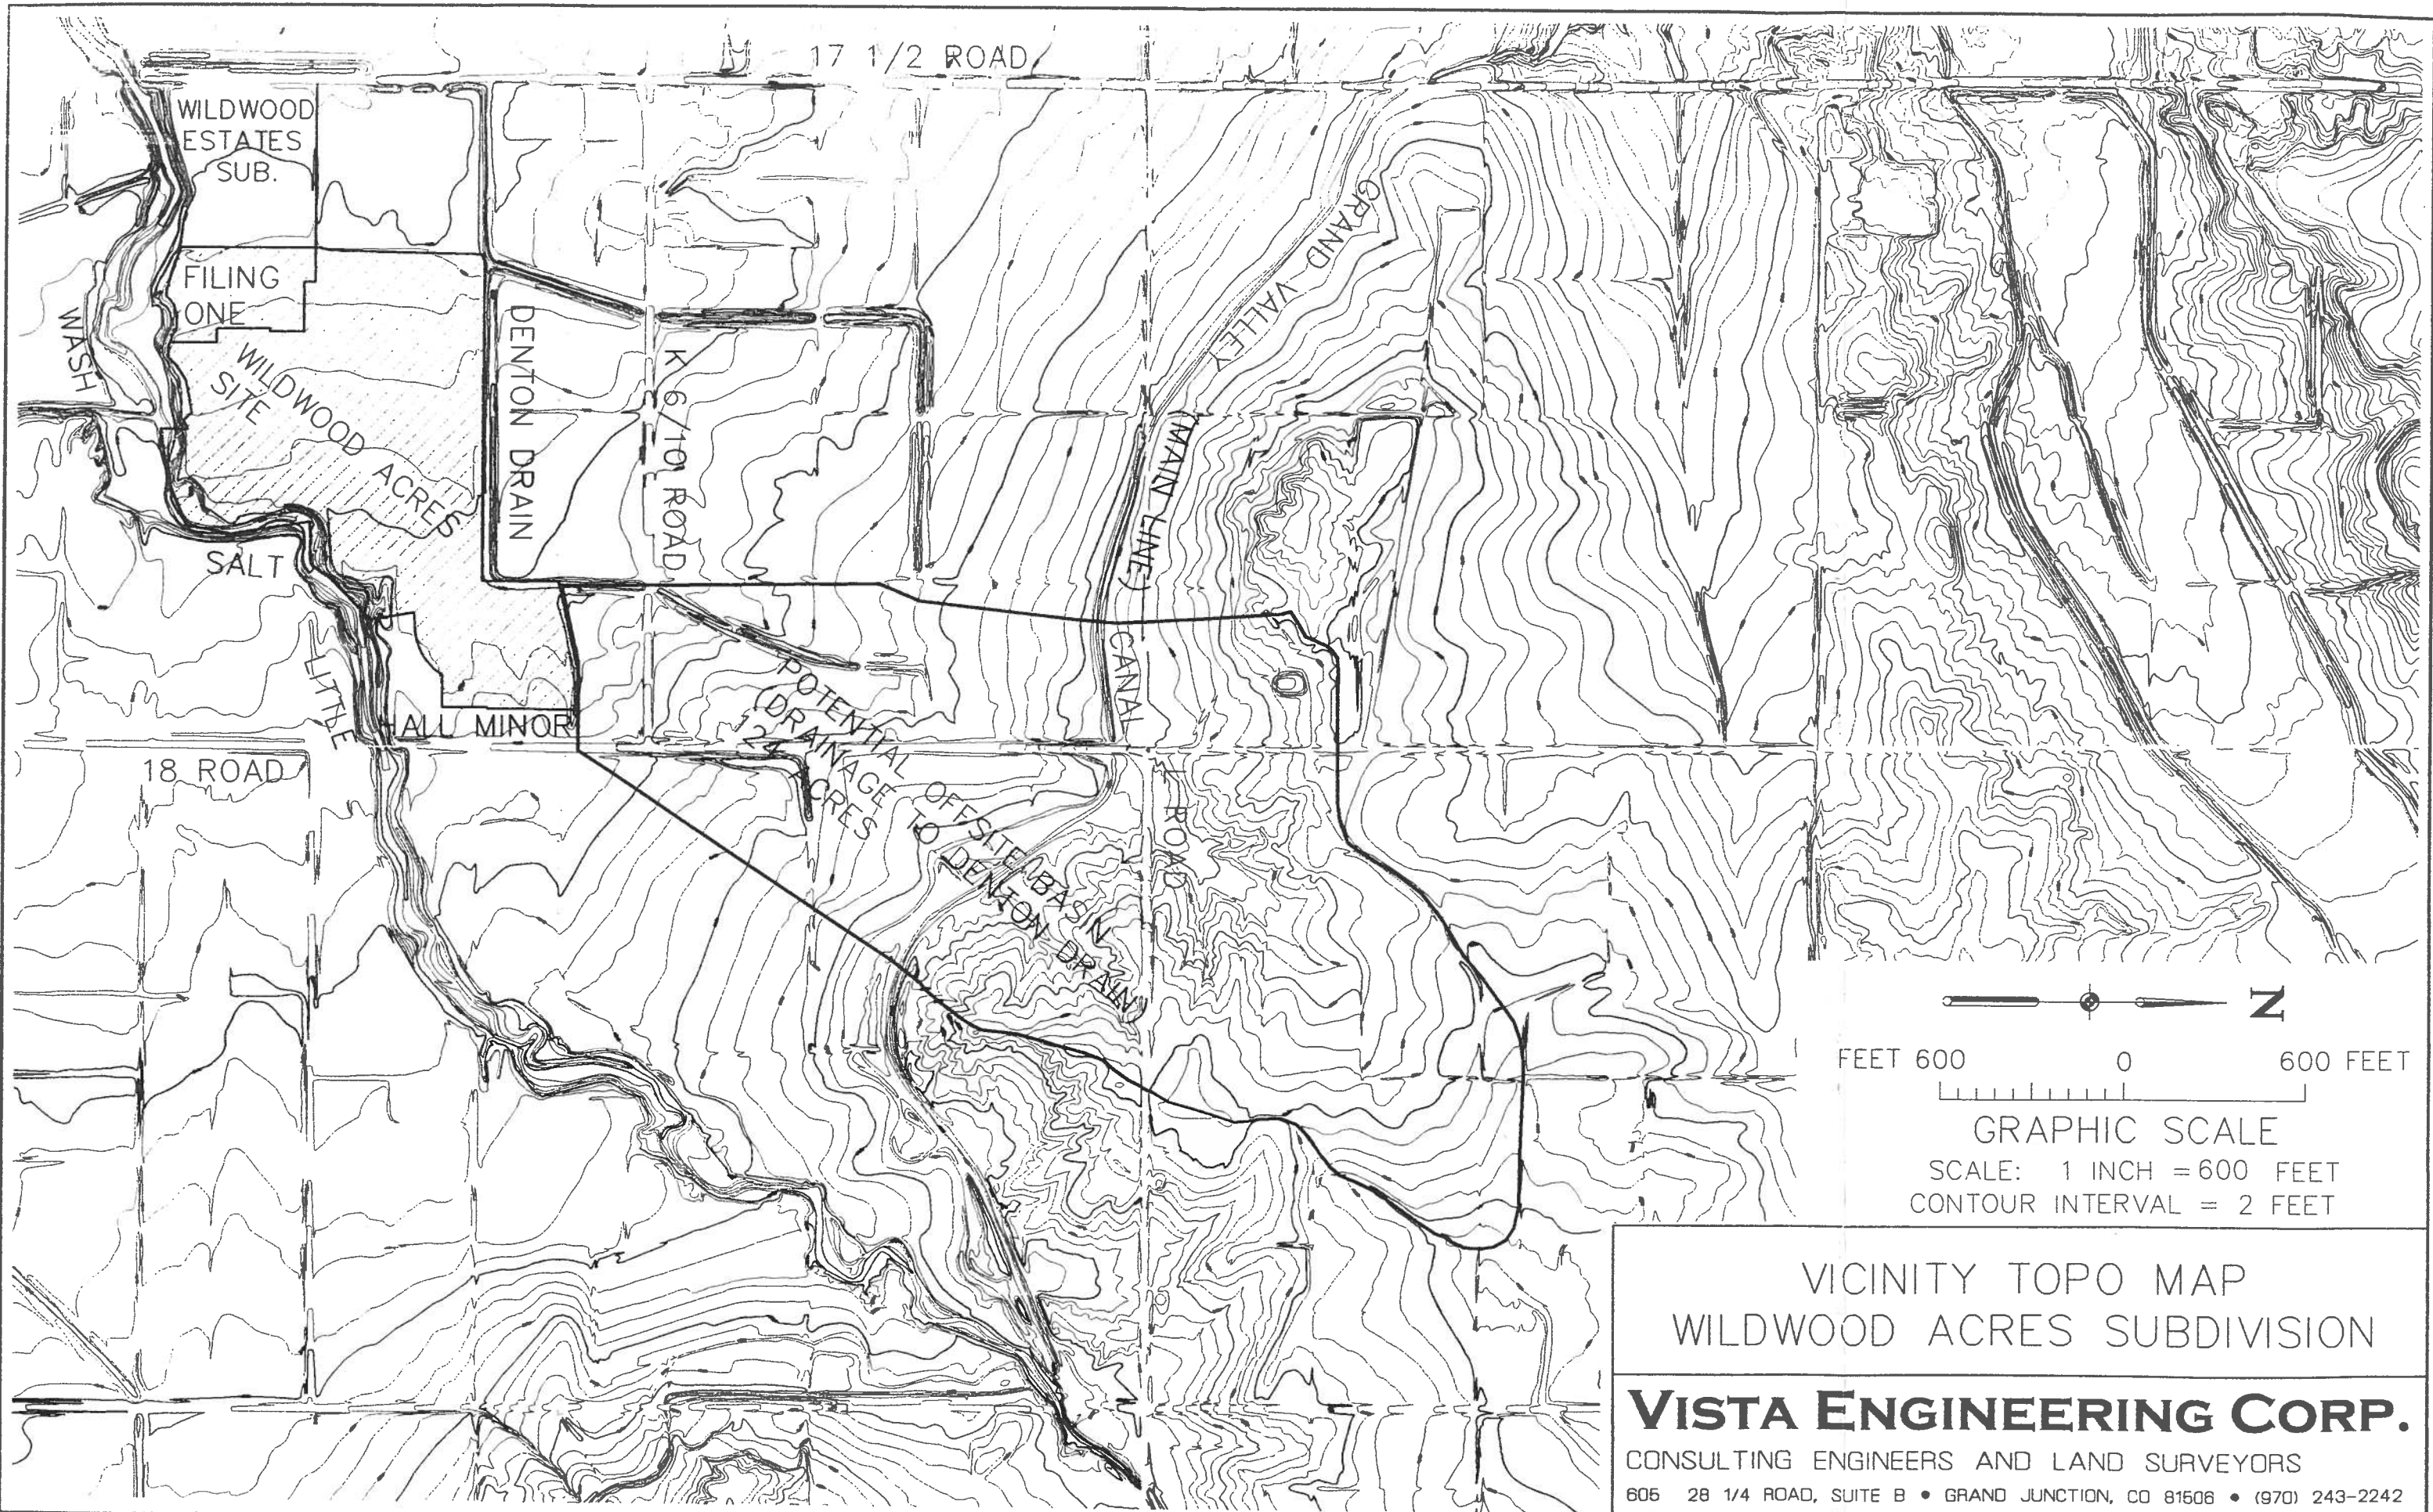 17 1/2 ROAD
WILDWOOD
ESTATES
SUB.
FILING
ONE
WASH
WILDWOOD ACRES
SITE
DENTON DRAIN
K 6/10 ROAD
GRAND VALLEY
(MAIN LINE)
CANAL
SALT
LITTLE
HALL MINOR
18 ROAD
POTENTIAL OFFSITE BASIN
(DRAINAGE TO DENTON DRAIN)
124 ACRES
L ROAD
N
FEET 600 0 600 FEET
GRAPHIC SCALE
SCALE: 1 INCH = 600 FEET
CONTOUR INTERVAL = 2 FEET
VICINITY TOPO MAP
WILDWOOD ACRES SUBDIVISION
VISTA ENGINEERING CORP.
CONSULTING ENGINEERS AND LAND SURVEYORS
605 28 1/4 ROAD, SUITE B • GRAND JUNCTION, CO 81506 • (970) 243-2242